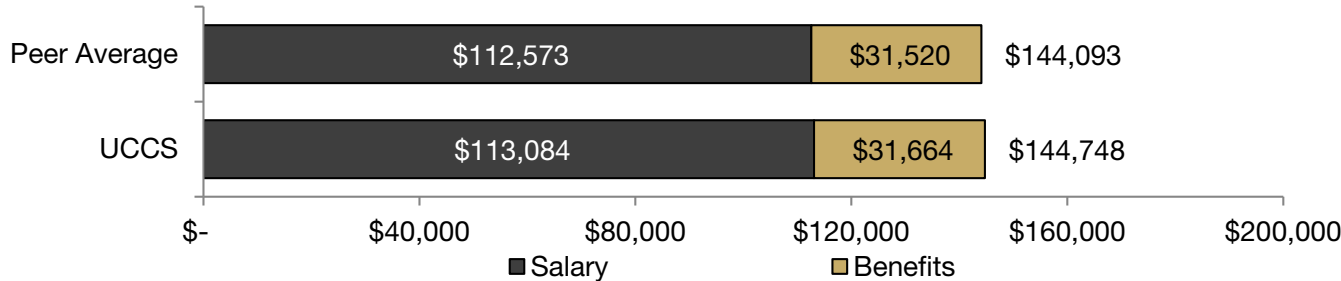 Peer Average $112,573 $31,520 $144,093
UCCS $113,084 $31,664 $144,748
$- $40,000 $80,000 $120,000 $160,000 $200,000
Salary Benefits